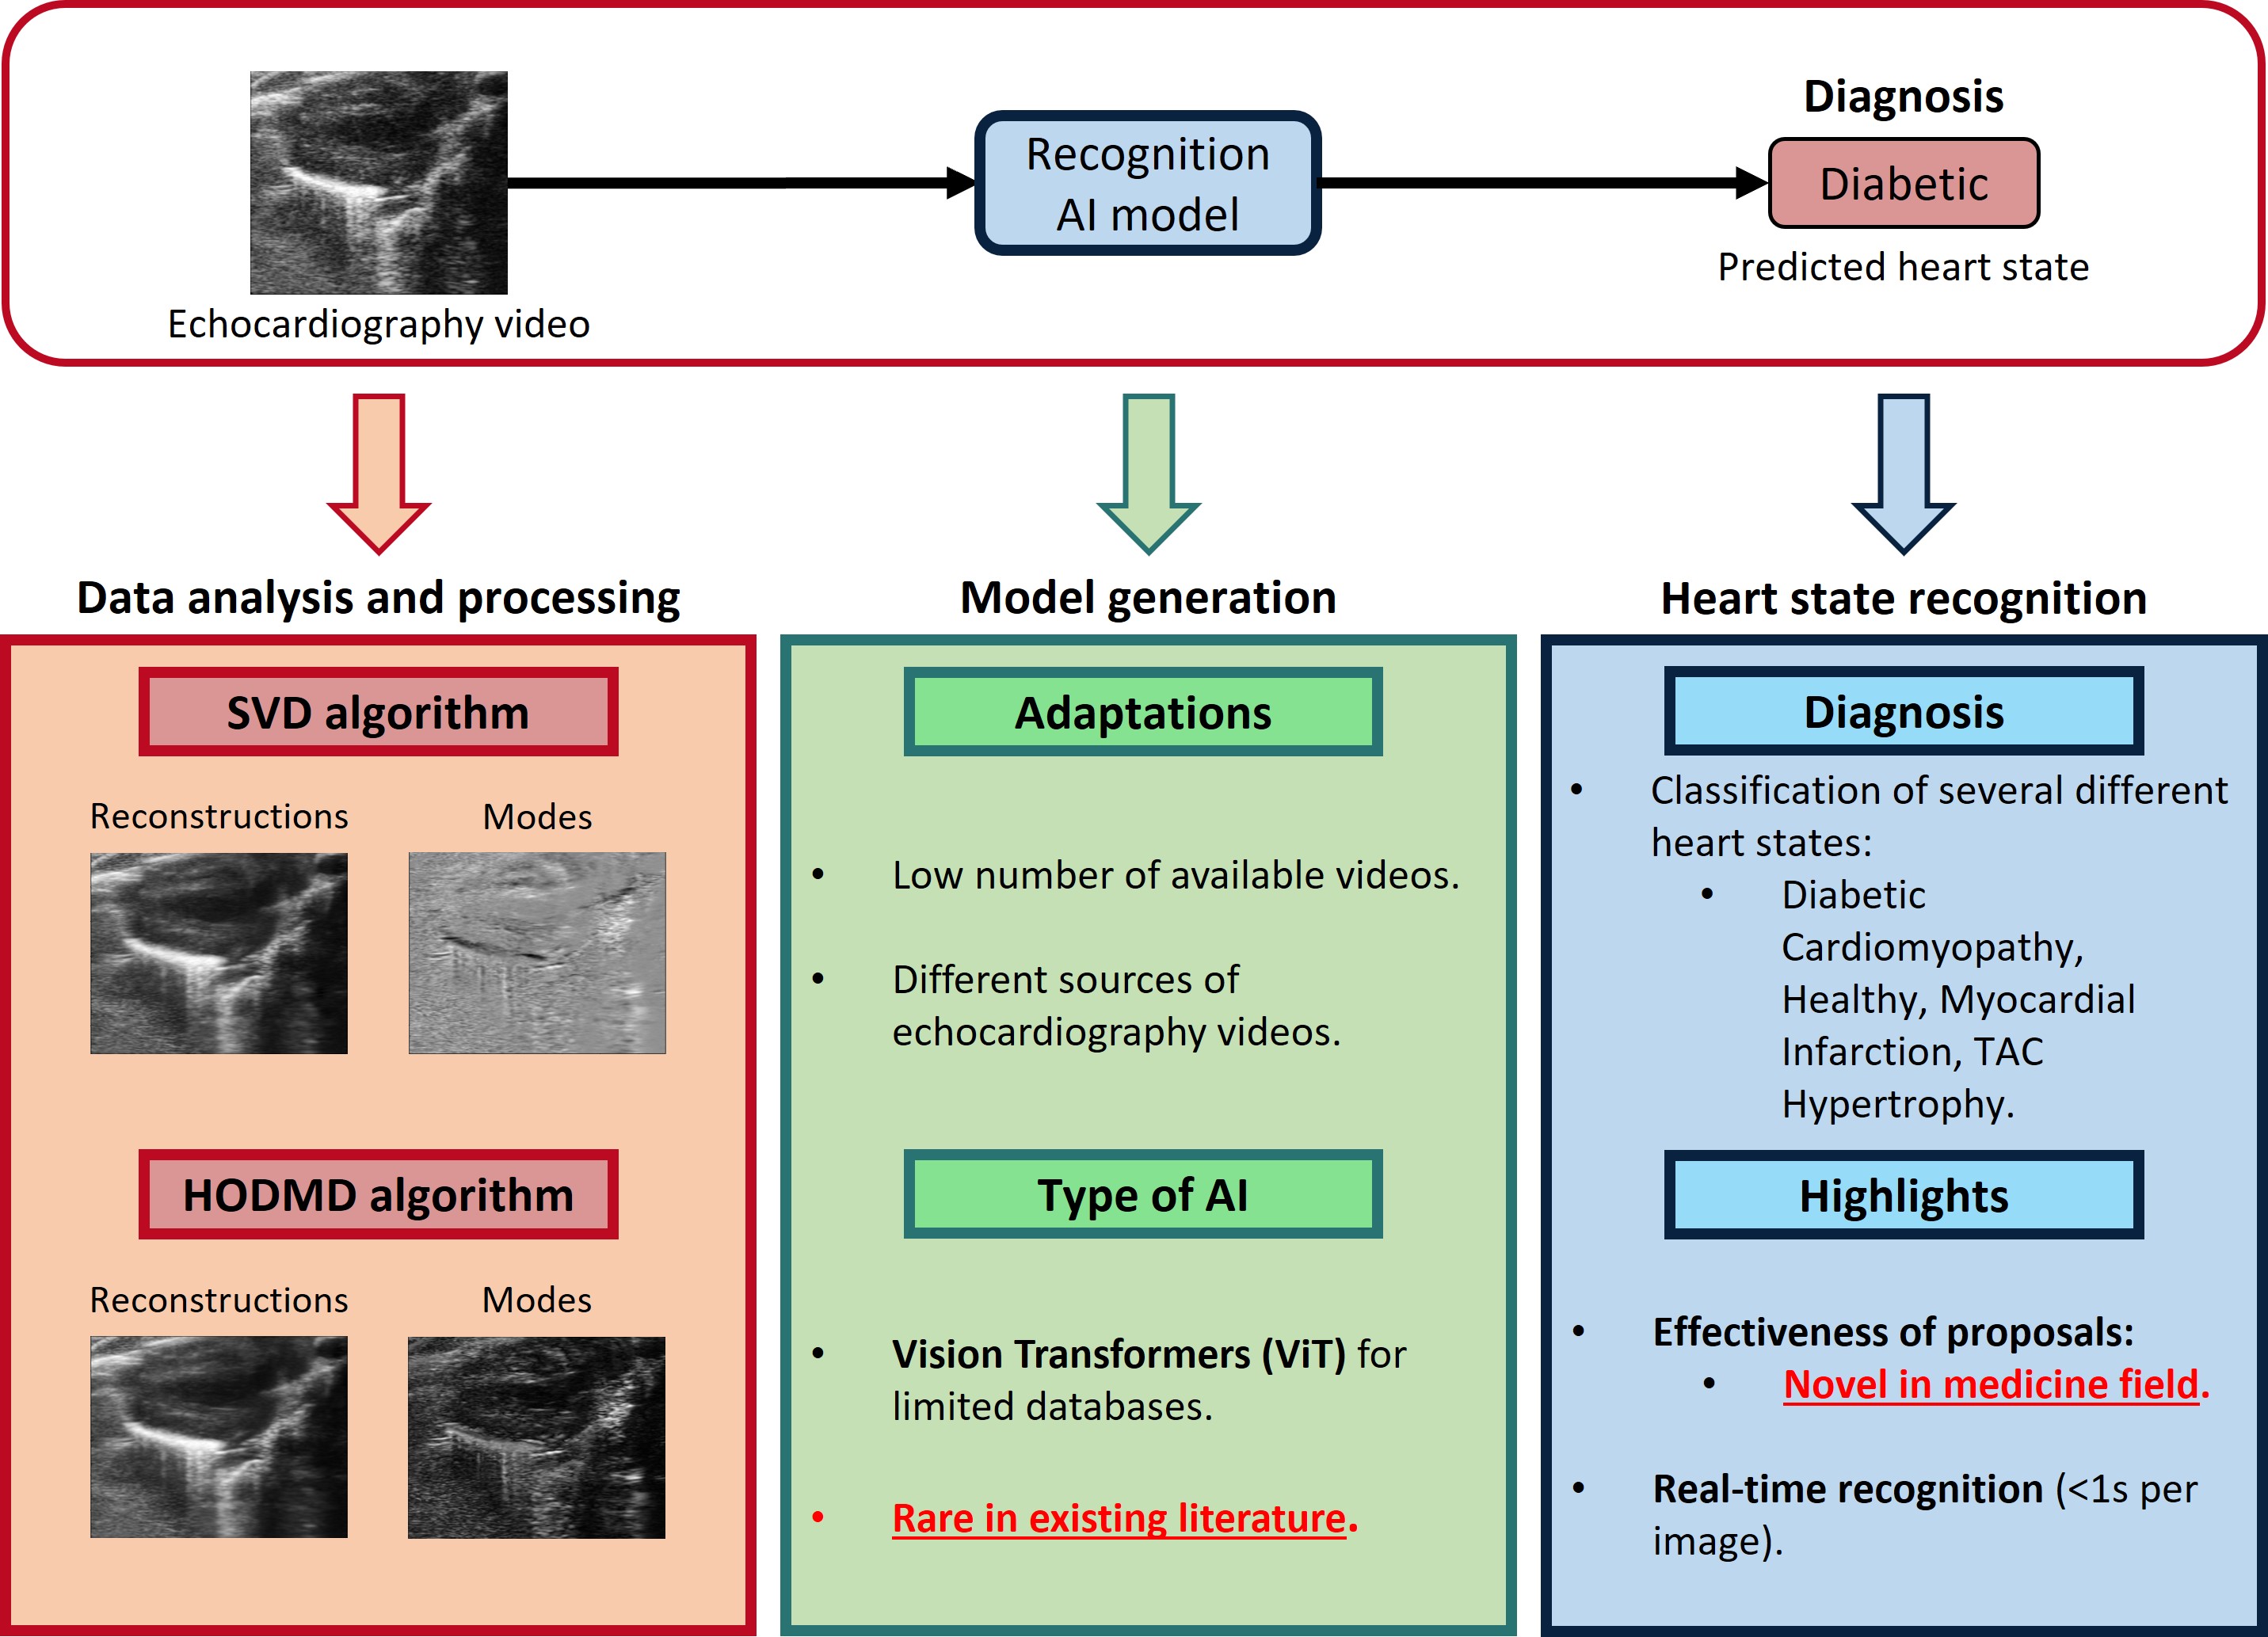 Diagnosis
Recognition
AI model
Diabetic
Predicted heart state
Echocardiography video
Data analysis and processing
SVD algorithm
Reconstructions
Modes
HODMD algorithm
Reconstructions
Modes
Model generation
Adaptations
• Low number of available videos.
• Different sources of
echocardiography videos.
Type of AI
• Vision Transformers (ViT) for
limited databases.
• Rare in existing literature.
Heart state recognition
Diagnosis
• Classification of several different
heart states:
• Diabetic
Cardiomyopathy,
Healthy, Myocardial
Infarction, TAC
Hypertrophy.
Highlights
• Effectiveness of proposals:
• Novel in medicine field.
• Real-time recognition (<1s per
image).